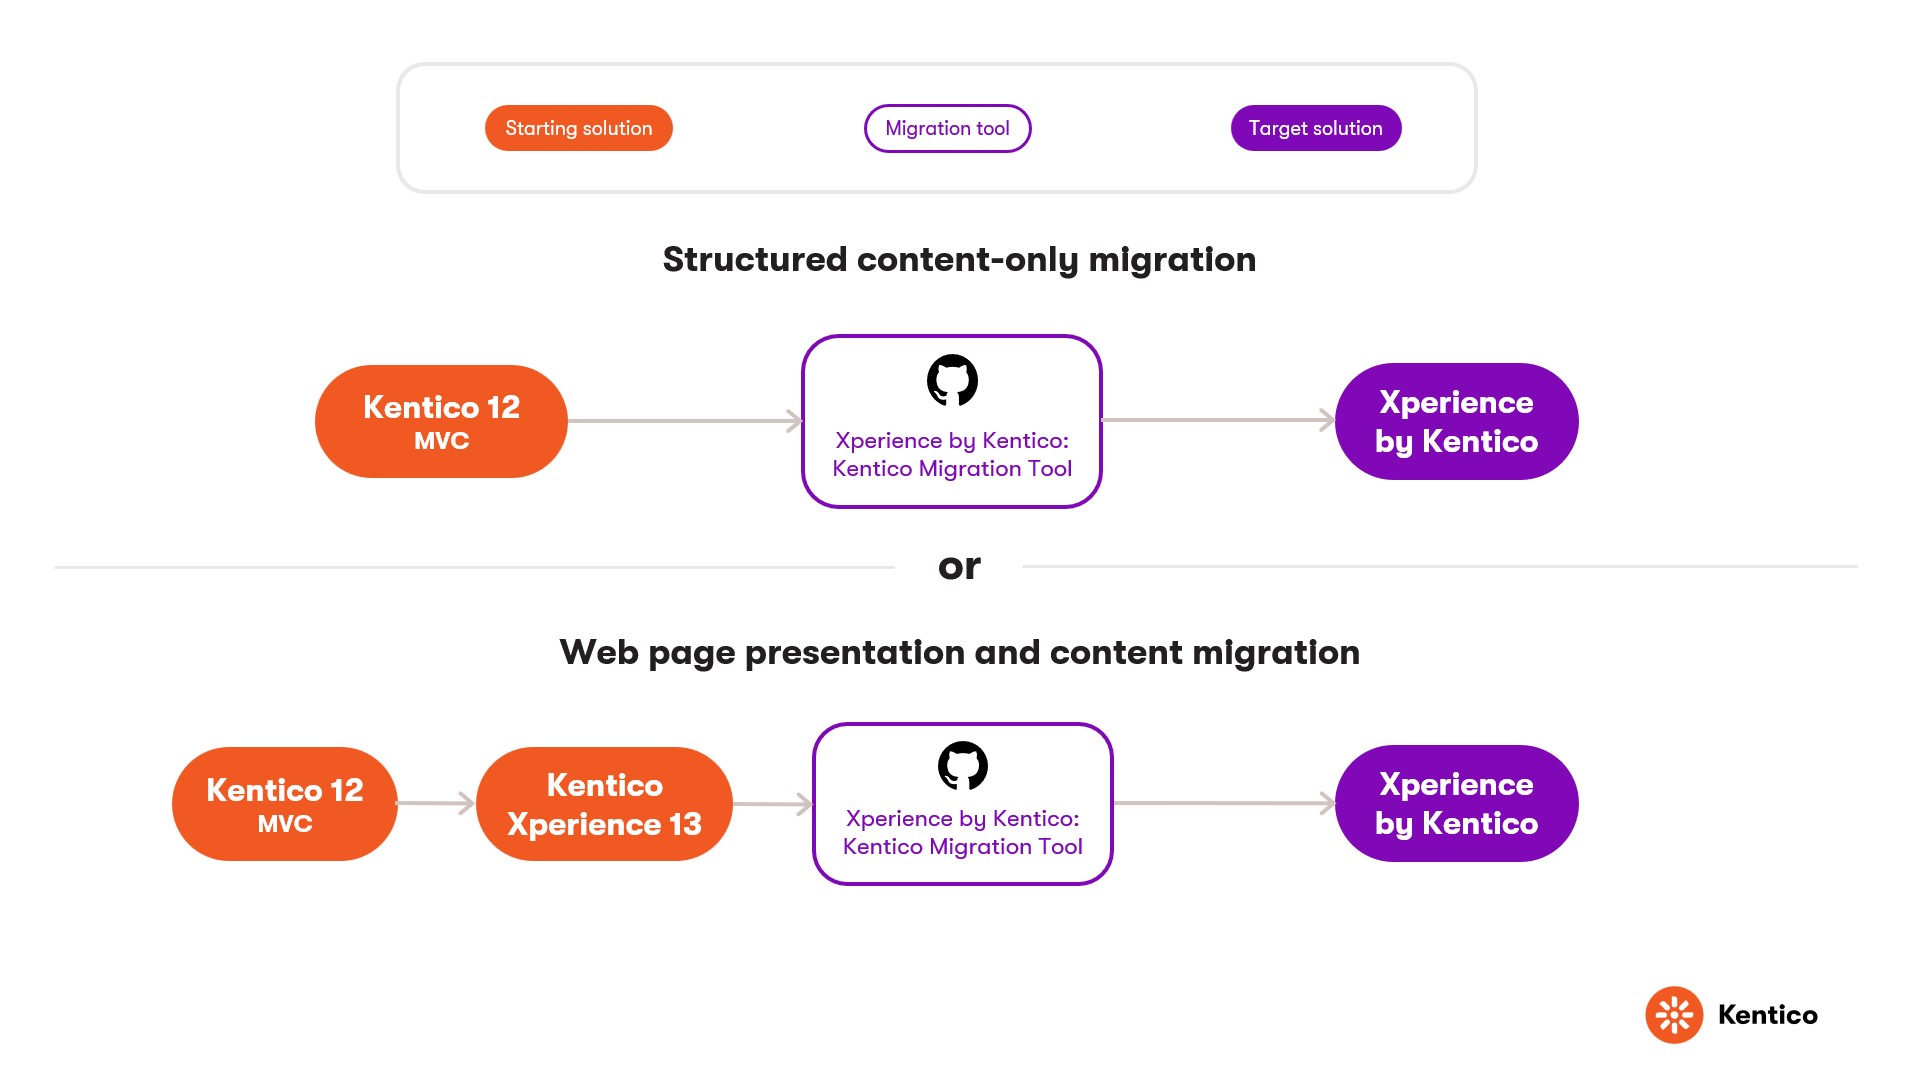 Starting solution
Migration tool
Target solution
Structured content-only migration
Kentico 12
MVC
Xperience by Kentico:
Kentico Migration Tool
Xperience
by Kentico
or
Web page presentation and content migration
Kentico 12
MVC
Kentico
Xperience 13
Xperience by Kentico:
Kentico Migration Tool
Xperience
by Kentico
Kentico